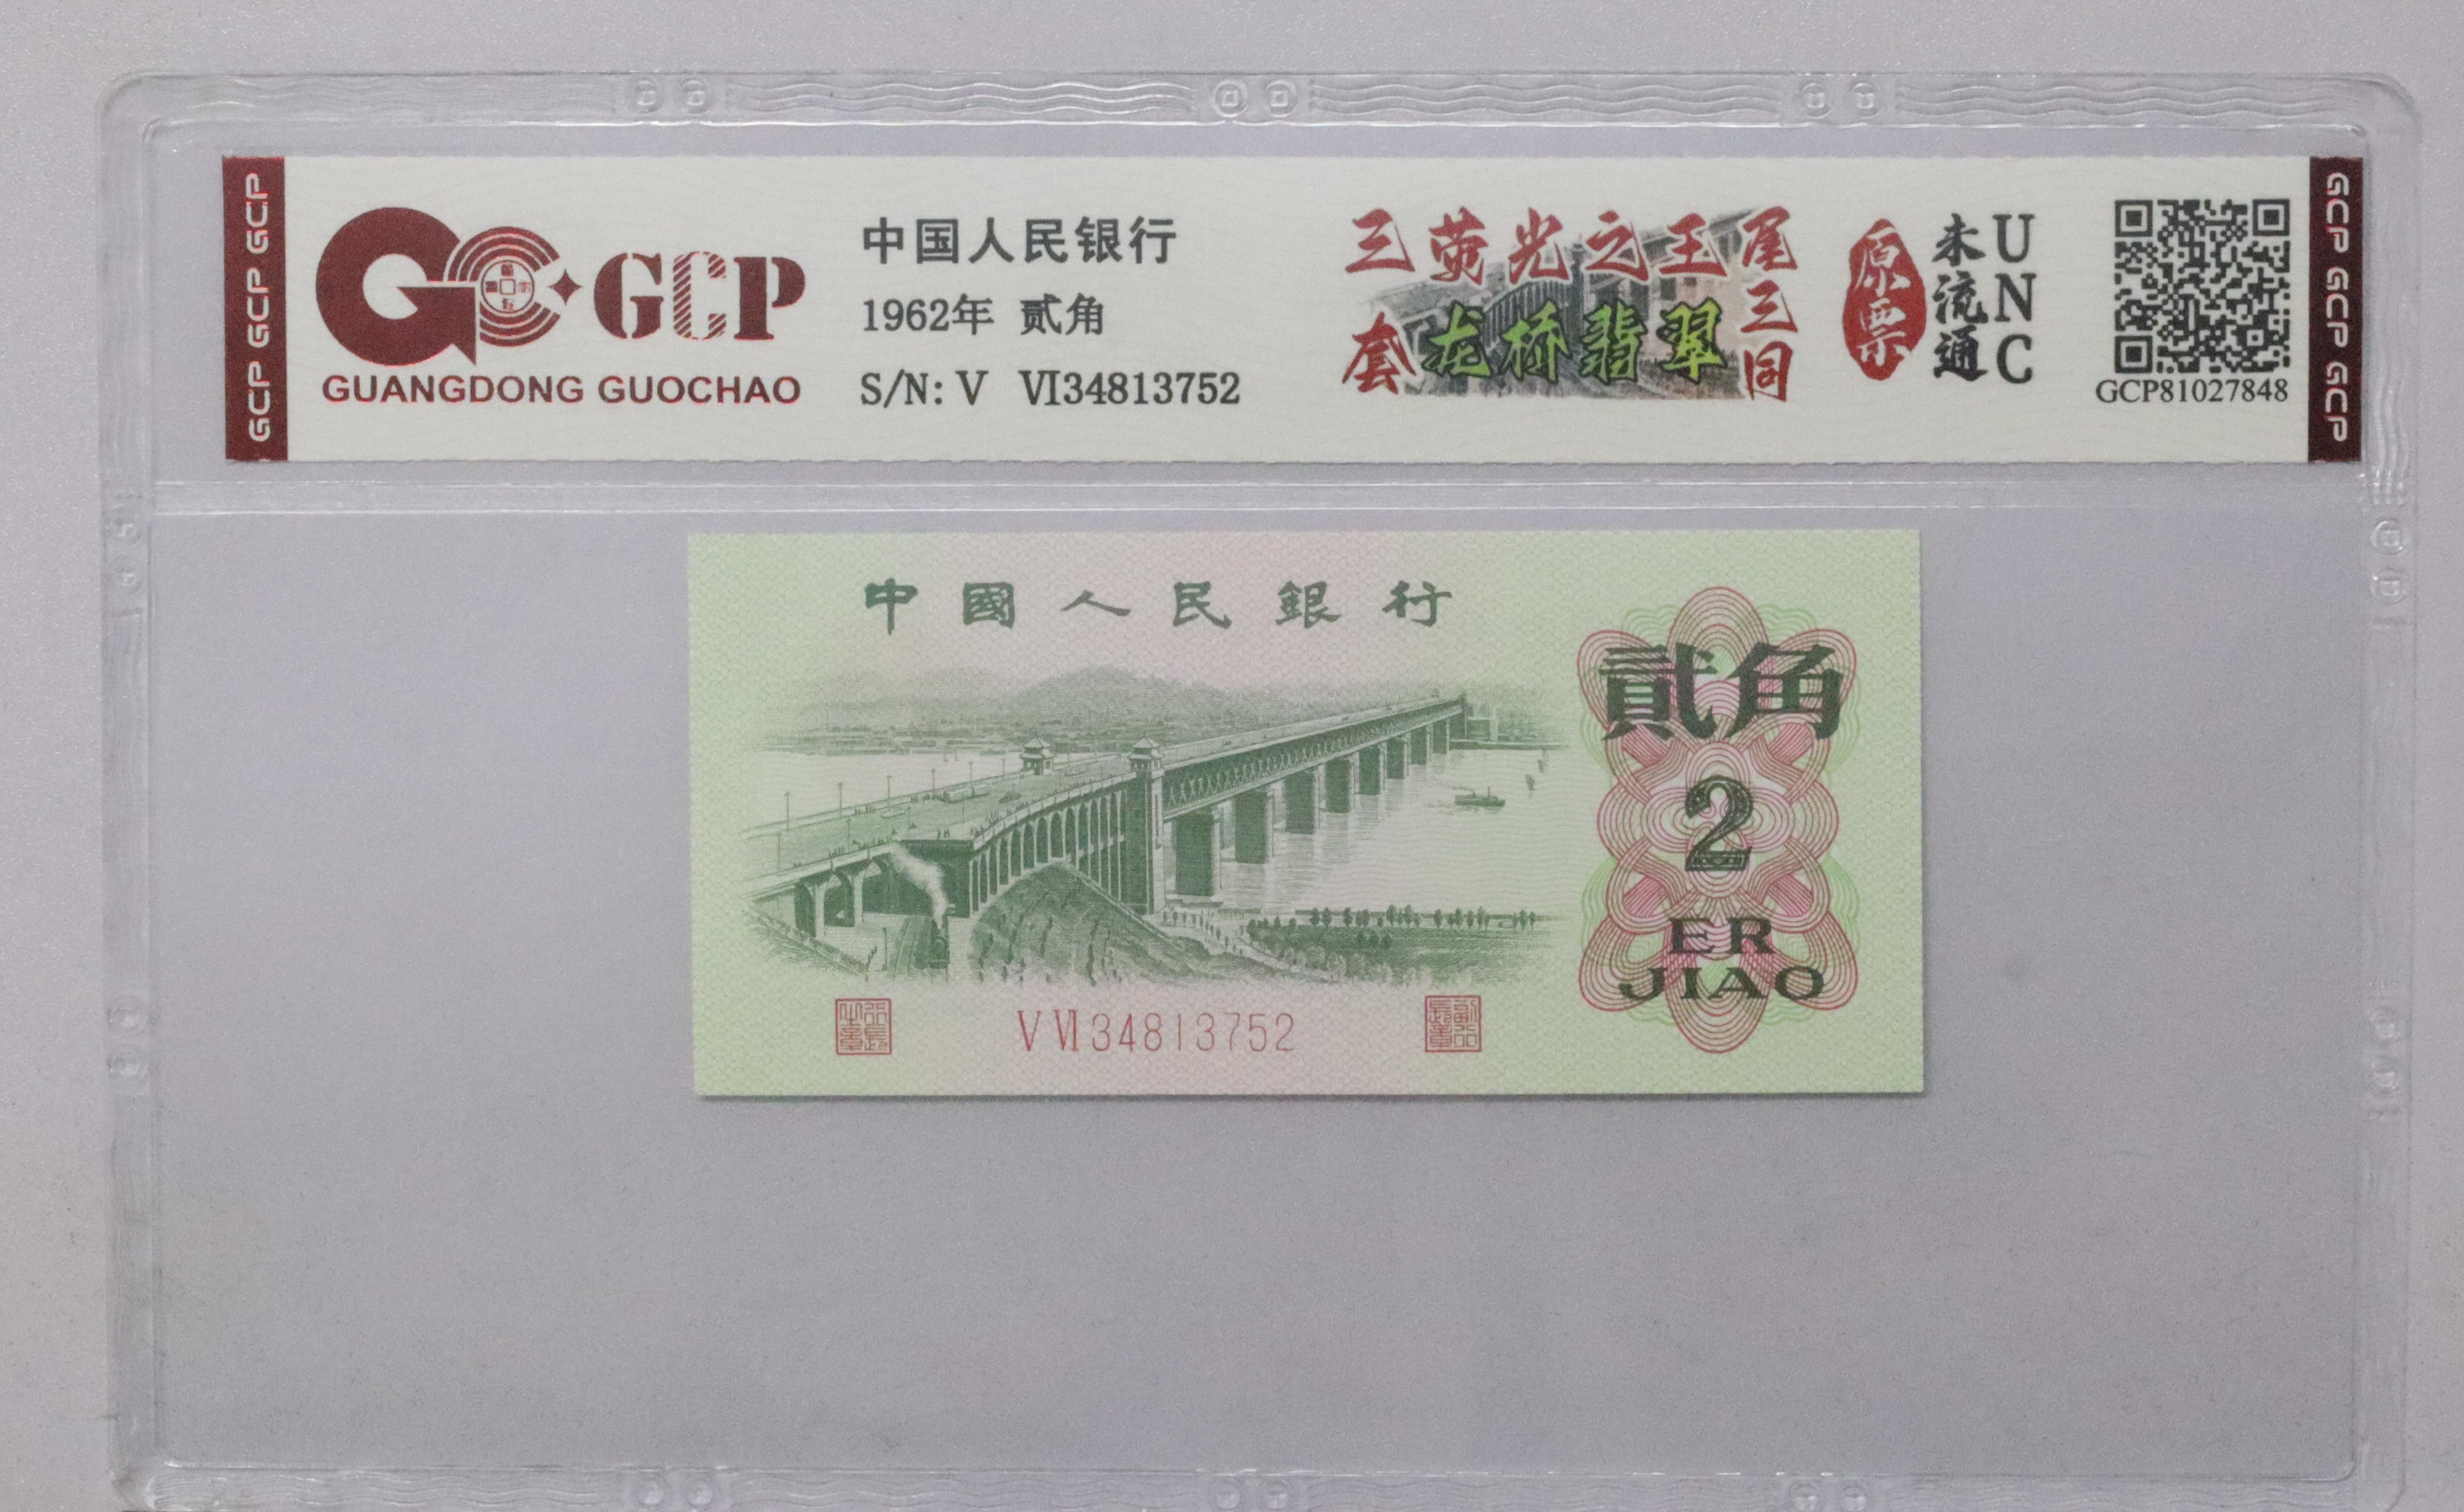 GCP GCP GCP
GCP
GUANGDONG GUOCHAO
中国人民银行
1962年 贰角
S/N: V VI34813752
三荧光之王
套龙桥翡翠
尾三同
原票
未流通
UNC
GCP81027848
GCP GCP GCP
中國人民銀行
貳角
2
ER
JIAO
V VI 34813752